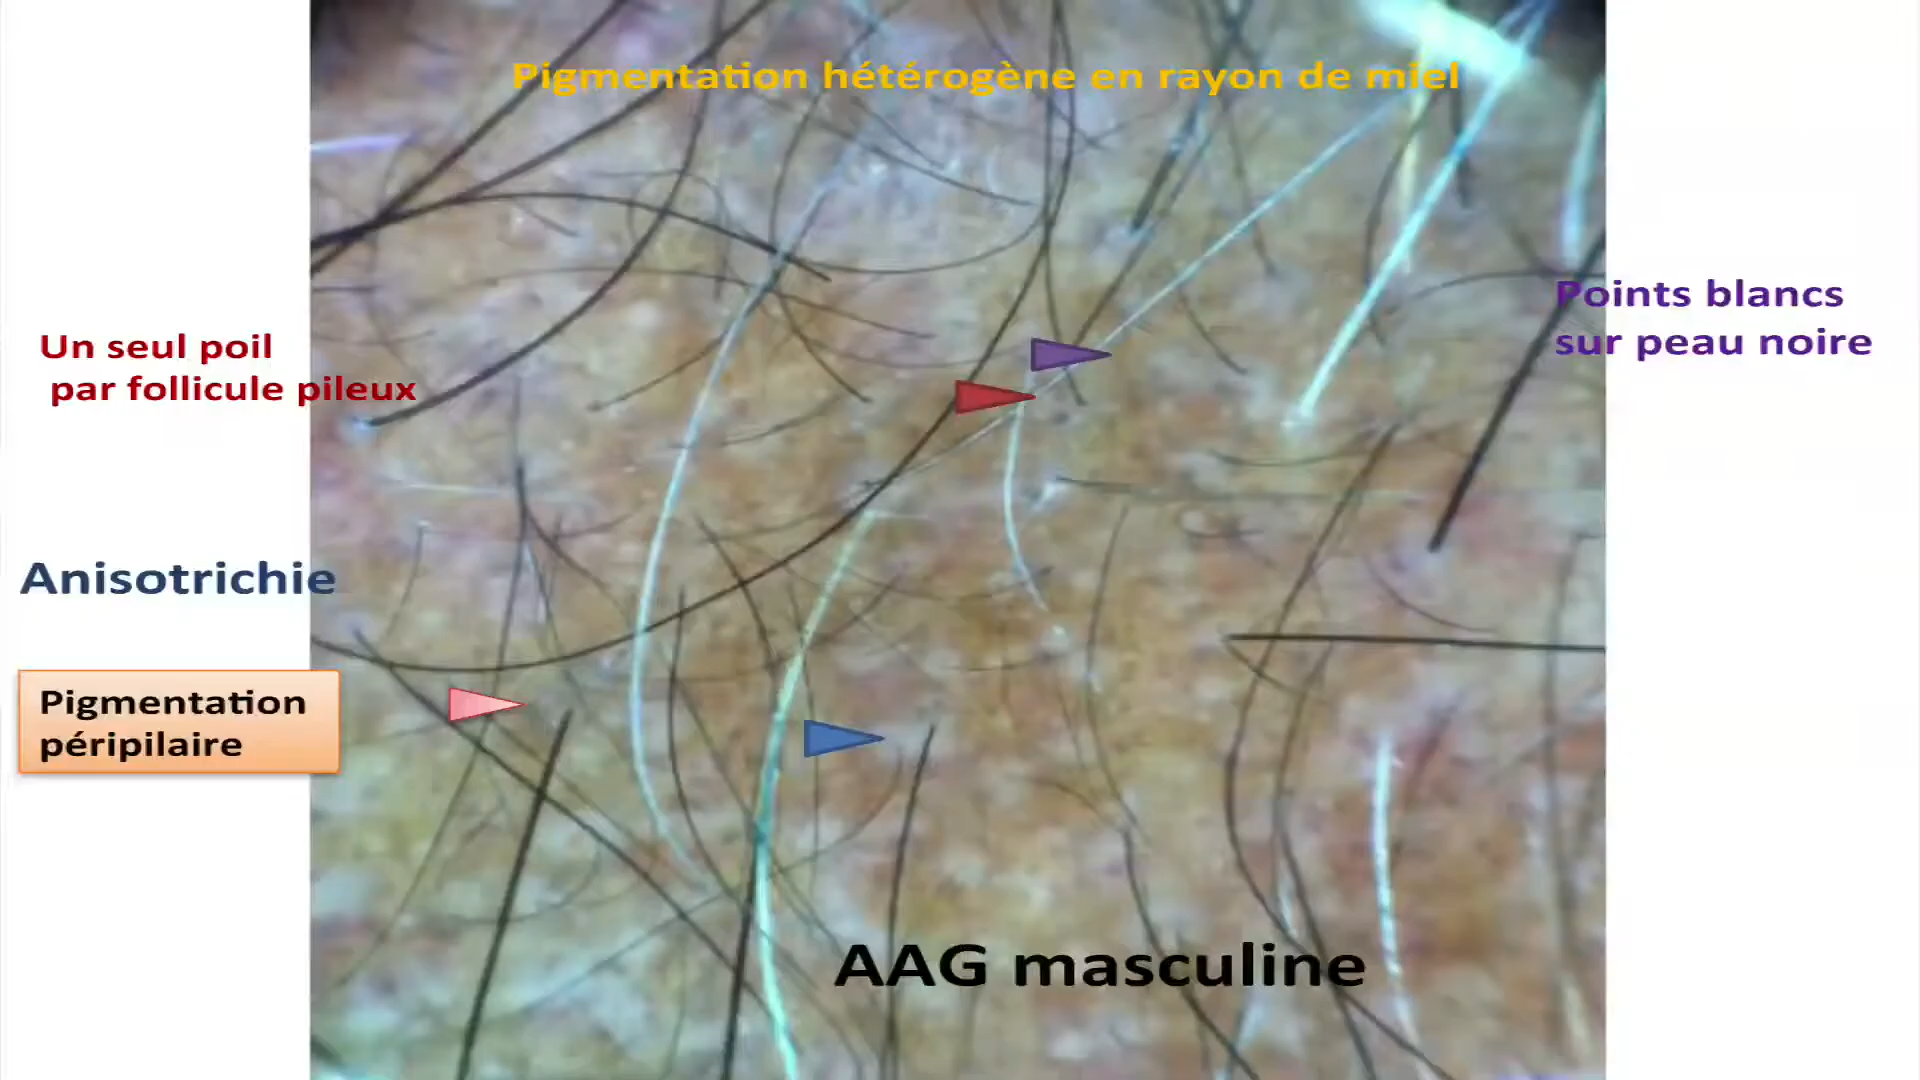 Pigmentation hétérogène en rayon de miel
Points blancs
sur peau noire
Un seul poil
par follicule pileux
Anisotrichie
Pigmentation
péripilaire
AAG masculine